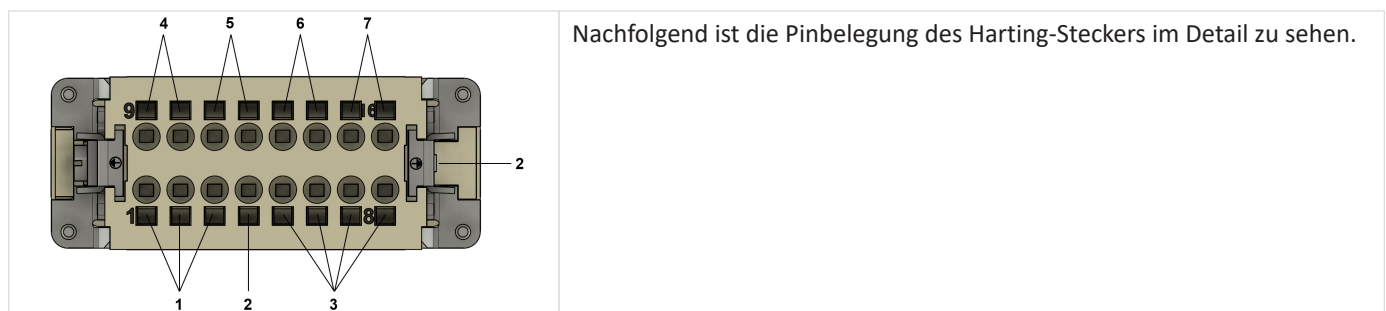 4 5 6 7
Nachfolgend ist die Pinbelegung des Harting-Steckers im Detail zu sehen.
9 16
2
1 8
1 2 3